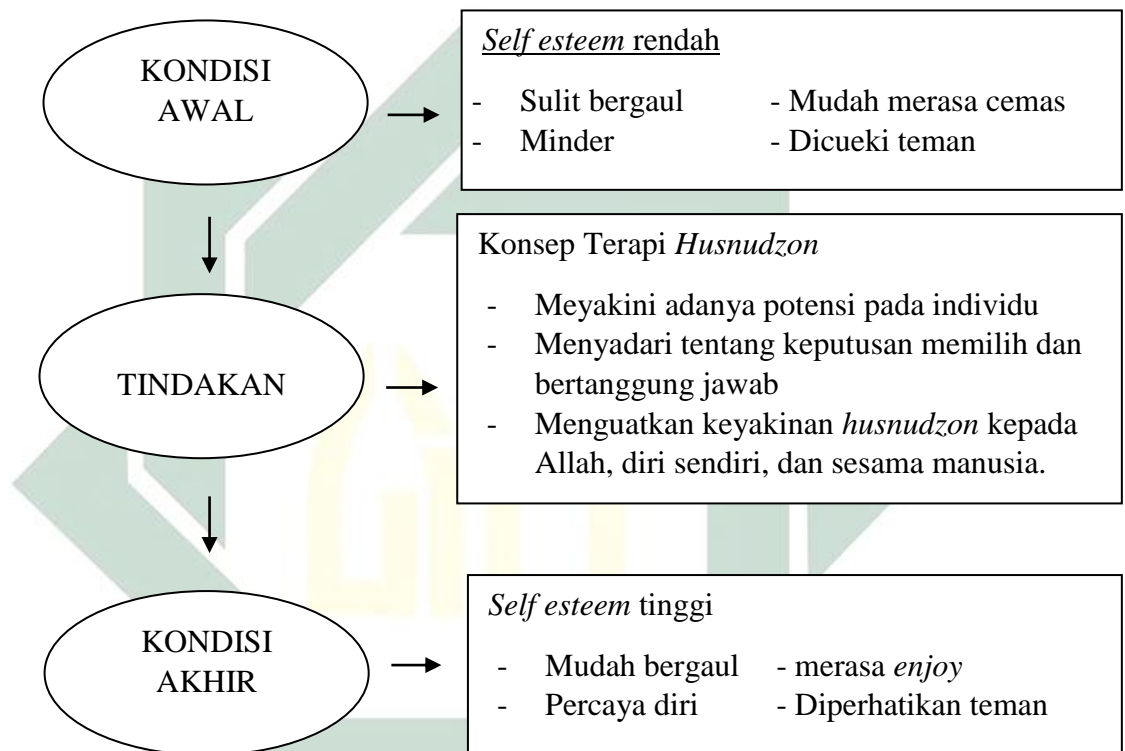 KONDISI
AWAL
Self esteem rendah
- Sulit bergaul - Mudah merasa cemas
- Minder - Dicueki teman
TINDAKAN
Konsep Terapi Husnudzon
- Meyakini adanya potensi pada individu
- Menyadari tentang keputusan memilih dan
bertanggung jawab
- Menguatkan keyakinan husnudzon kepada
Allah, diri sendiri, dan sesama manusia.
KONDISI
AKHIR
Self esteem tinggi
- Mudah bergaul - merasa enjoy
- Percaya diri - Diperhatikan teman